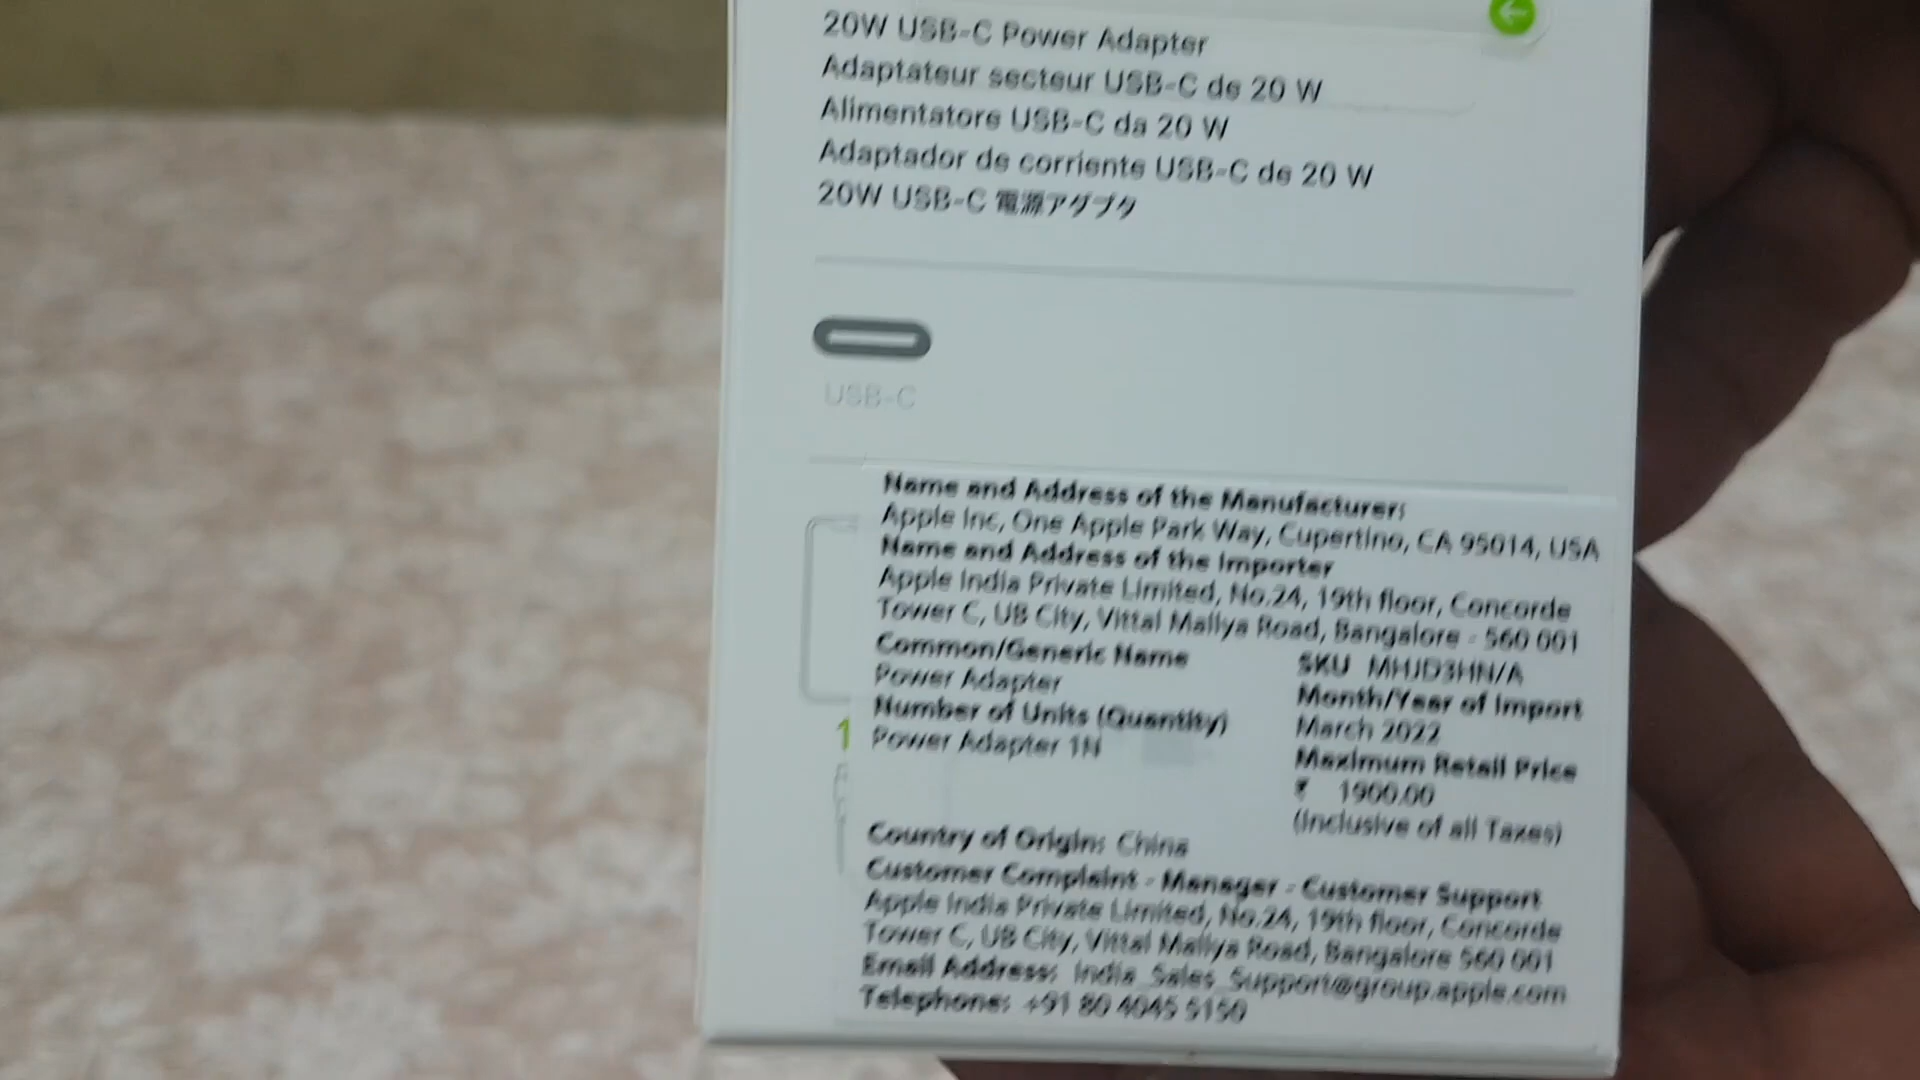 20W USB-C Power Adapter
Adaptateur secteur USB-C de 20 W
Alimentatore USB-C da 20 W
Adaptador de corriente USB-C de 20 W
20W USB-C 電源アダプタ
USB-C
Name and Address of the Manufacturer:
Apple Inc, One Apple Park Way, Cupertino, CA 95014, USA
Name and Address of the Importer
Apple India Private Limited, No.24, 19th floor, Concorde
Tower C, UB City, Vittal Mallya Road, Bangalore - 560 001
Common/Generic Name
Power Adapter
Number of Units (Quantity)
Power Adapter 1N
SKU MHJD3HN/A
Month/Year of Import
March 2022
Maximum Retail Price
₹ 1900.00
(Inclusive of all Taxes)
1
Country of Origin: China
Customer Complaint - Manager - Customer Support
Apple India Private Limited, No.24, 19th floor, Concorde
Tower C, UB City, Vittal Mallya Road, Bangalore 560 001
Email Address: India_Sales_Support@group.apple.com
Telephone: +91 80 4045 5150